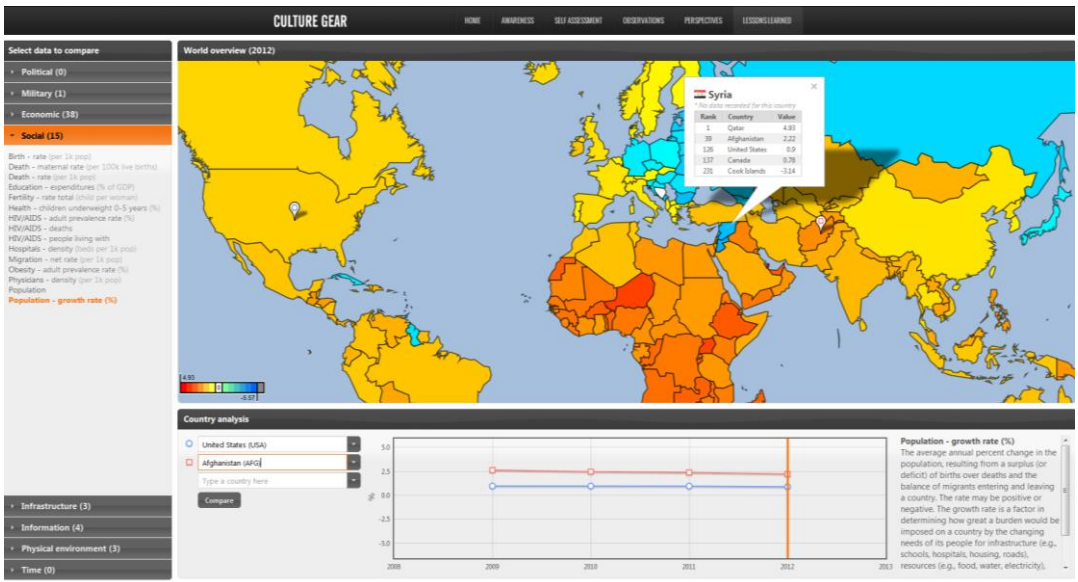 CULTURE GEAR
HOME AWARENESS SELF ASSESSMENT OBSERVATIONS PERSPECTIVES LESSONS LEARNED
Select data to compare
Political (0)
Military (1)
Economic (38)
Social (15)
Birth - rate (per 1k pop)
Death - maternal rate (per 100k live births)
Death - rate (per 1k pop)
Education - expenditures (% of GDP)
Fertility - rate total (child per woman)
Health - children underweight 0-5 years (%)
HIV/AIDS - adult prevalence rate (%)
HIV/AIDS - deaths
HIV/AIDS - people living with
Hospitals - density (beds per 1k pop)
Migration - net rate (per 1k pop)
Obesity - adult prevalence rate (%)
Physicians - density (per 1k pop)
Population
Population - growth rate (%)
Infrastructure (3)
Information (4)
Physical environment (3)
Time (0)
World overview (2012)
Syria
* No data recorded for this country
Rank Country Value
1 Qatar 4.93
39 Afghanistan 2.22
126 United States 0.9
137 Canada 0.78
231 Cook Islands -3.14
4.93
0
Country analysis
United States (USA)
Afghanistan (AFG)
Type a country here
Compare
%
5.0
2.5
0.0
-2.5
-5.0
2008 2009 2010 2011 2012 2013
Population - growth rate (%)
The average annual percent change in the
population, resulting from a surplus (or
deficit) of births over deaths and the
balance of migrants entering and leaving
a country. The rate may be positive or
negative. The growth rate is a factor in
determining how great a burden would be
imposed on a country by the changing
needs of its people for infrastructure (e.g.,
schools, hospitals, housing, roads),
resources (e.g., food, water, electricity),